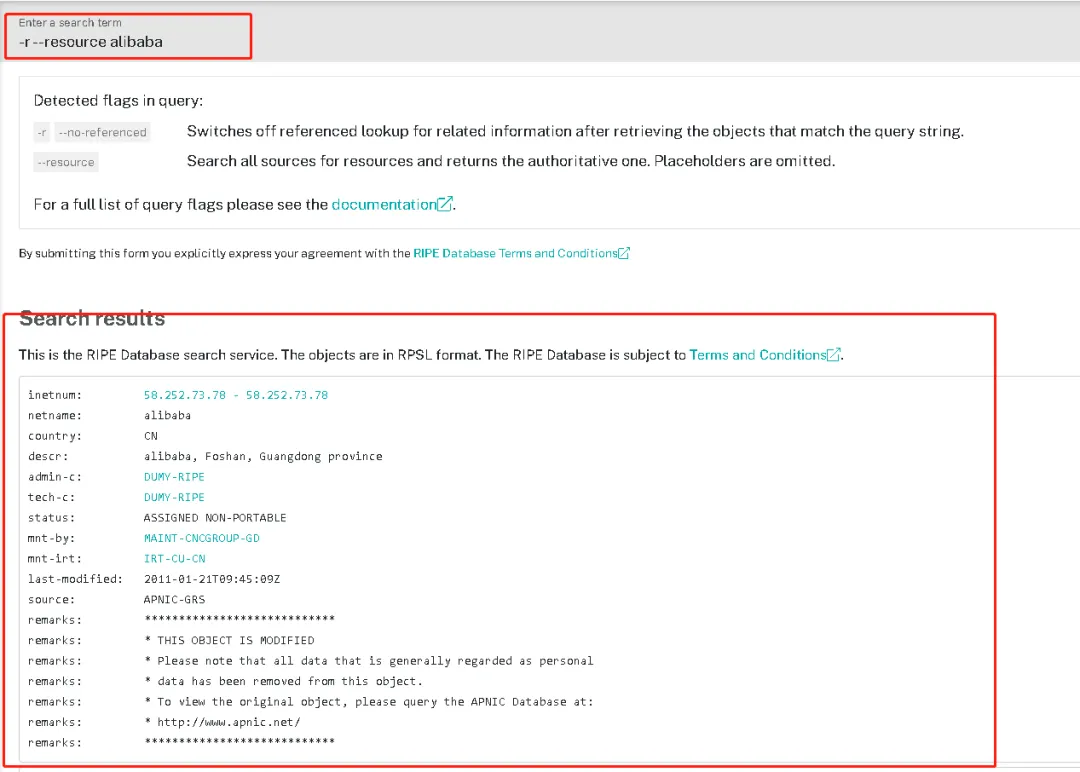 Enter a search term
-r --resource alibaba
Detected flags in query:
-r --no-referenced Switches off referenced lookup for related information after retrieving the objects that match the query string.
--resource Search all sources for resources and returns the authoritative one. Placeholders are omitted.
For a full list of query flags please see the documentation.
By submitting this form you explicitly express your agreement with the RIPE Database Terms and Conditions
Search results
This is the RIPE Database search service. The objects are in RPSL format. The RIPE Database is subject to Terms and Conditions.
inetnum: 58.252.73.78 - 58.252.73.78
netname: alibaba
country: CN
descr: alibaba, Foshan, Guangdong province
admin-c: DUMY-RIPE
tech-c: DUMY-RIPE
status: ASSIGNED NON-PORTABLE
mnt-by: MAINT-CNCGROUP-GD
mnt-irt: IRT-CU-CN
last-modified: 2011-01-21T09:45:09Z
source: APNIC-GRS
remarks: ****************************
remarks: * THIS OBJECT IS MODIFIED
remarks: * Please note that all data that is generally regarded as personal
remarks: * data has been removed from this object.
remarks: * To view the original object, please query the APNIC Database at:
remarks: * http://www.apnic.net/
remarks: ****************************